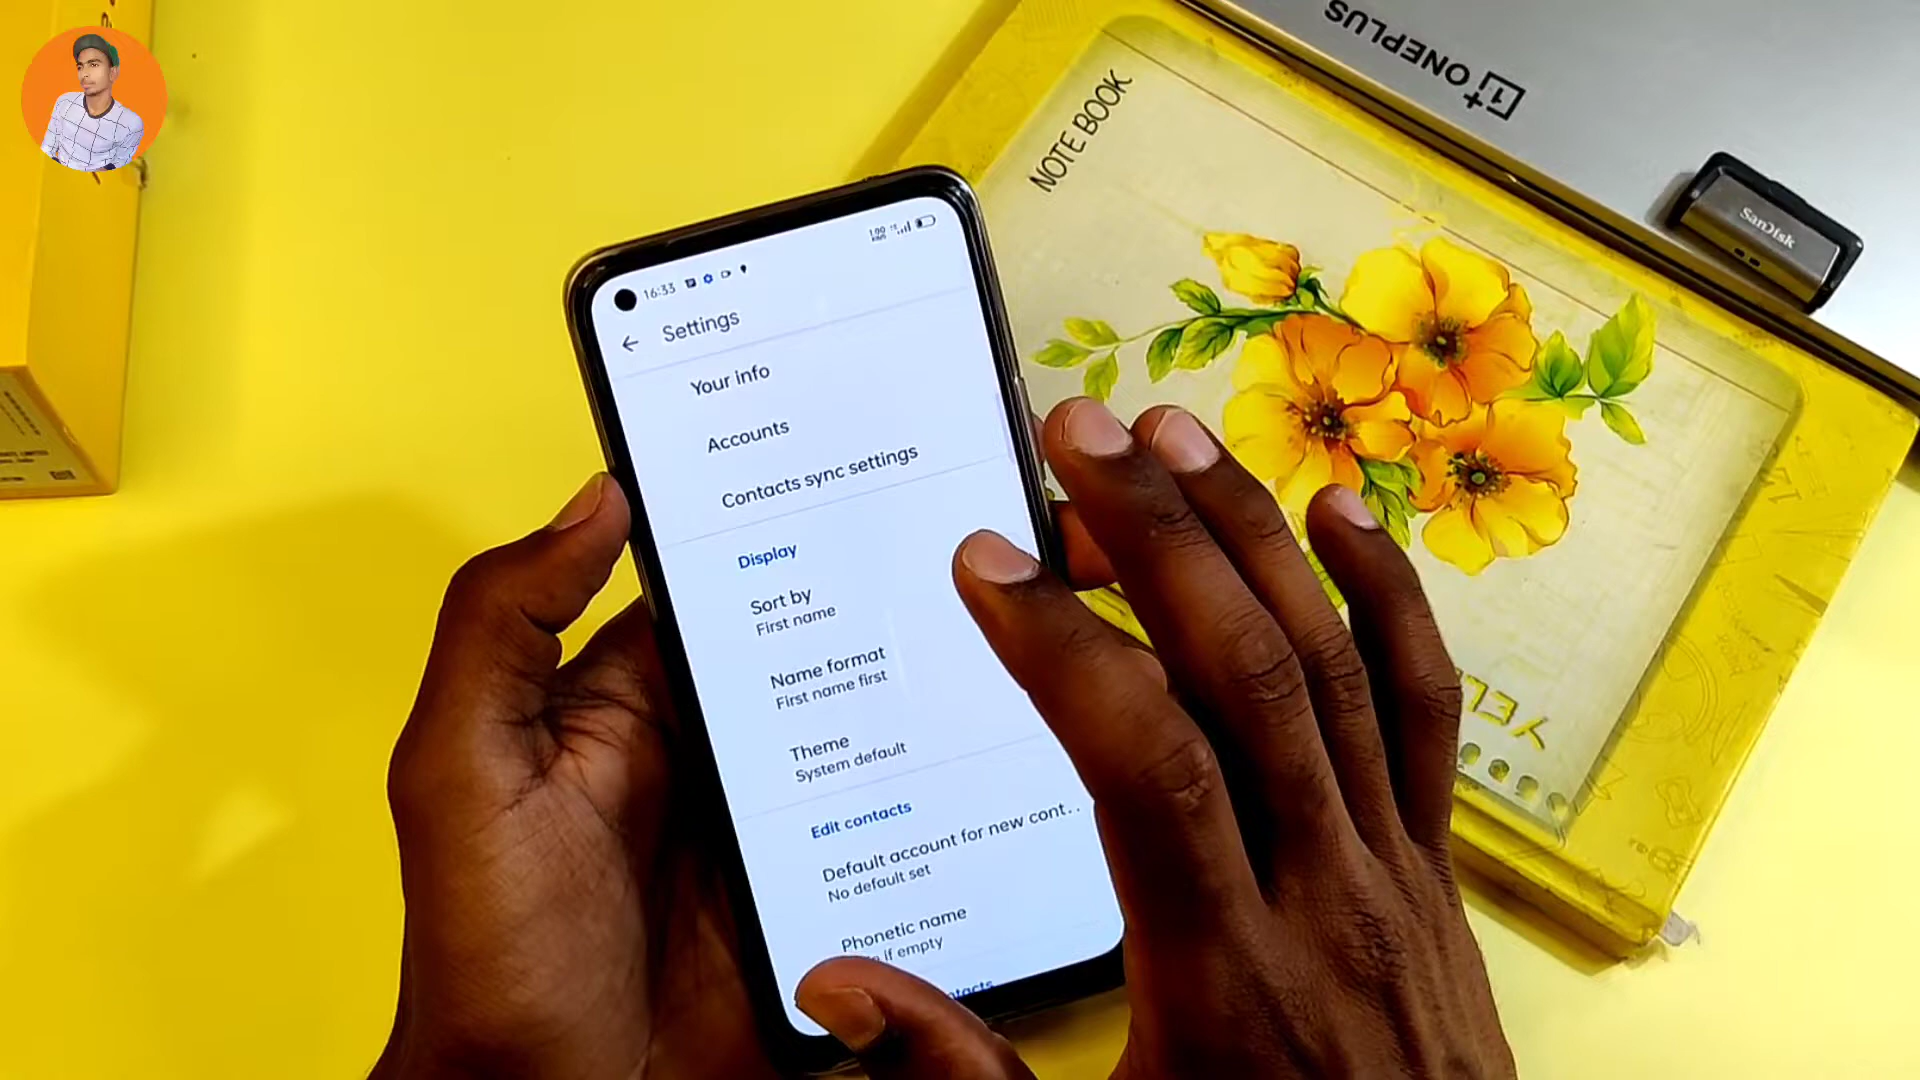 ONEPLUS
NOTE BOOK
SanDisk
16:33
Settings
Your info
Accounts
Contacts sync settings
Display
Sort by
First name
Name format
First name first
Theme
System default
Edit contacts
Default account for new cont..
No default set
Phonetic name
if empty